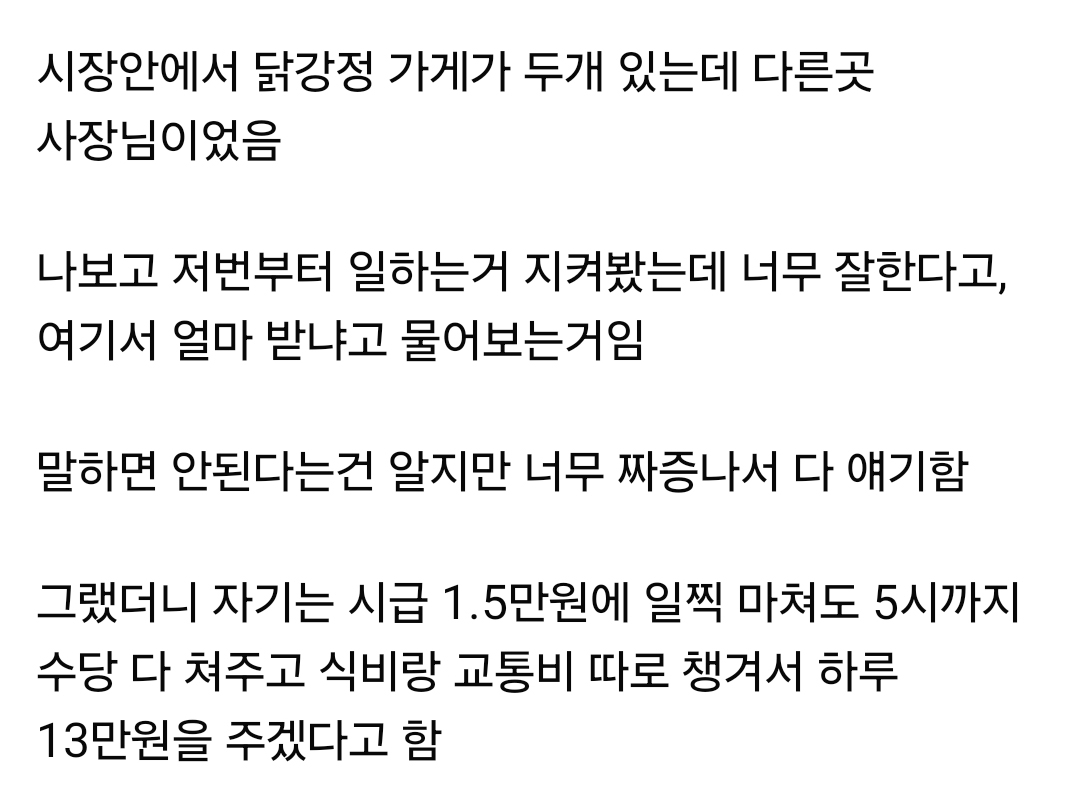 시장안에서 닭강정 가게가 두개 있는데 다른곳
사장님이었음
나보고 저번부터 일하는거 지켜봤는데 너무 잘한다고,
여기서 얼마 받냐고 물어보는거임
말하면 안된다는건 알지만 너무 짜증나서 다 얘기함
그랬더니 자기는 시급 1.5만원에 일찍 마쳐도 5시까지
수당 다 쳐주고 식비랑 교통비 따로 챙겨서 하루
13만원을 주겠다고 함